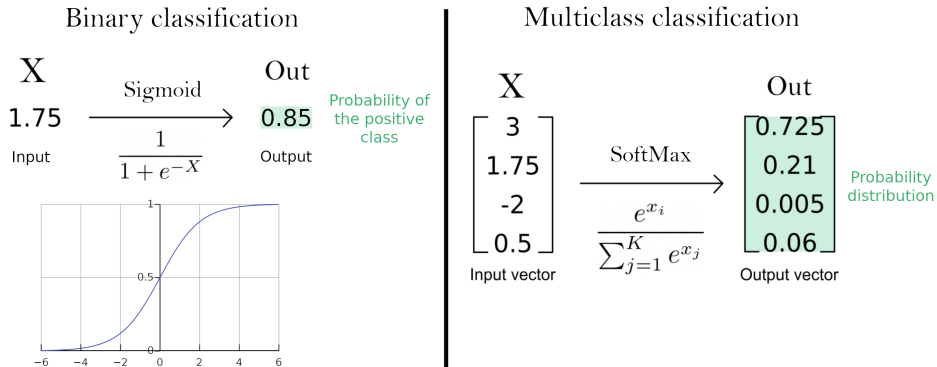 Binary classification
X
1.75
Input
Sigmoid
1
1 + e^{-X}
Out
0.85
Output
Probability of
the positive
class
1
0.5
0
−6 −4 −2 0 2 4 6
Multiclass classification
X
3
1.75
-2
0.5
Input vector
SoftMax
e^{x_i}
∑_{j=1}^{K} e^{x_j}
Out
0.725
0.21
0.005
0.06
Output vector
Probability
distribution